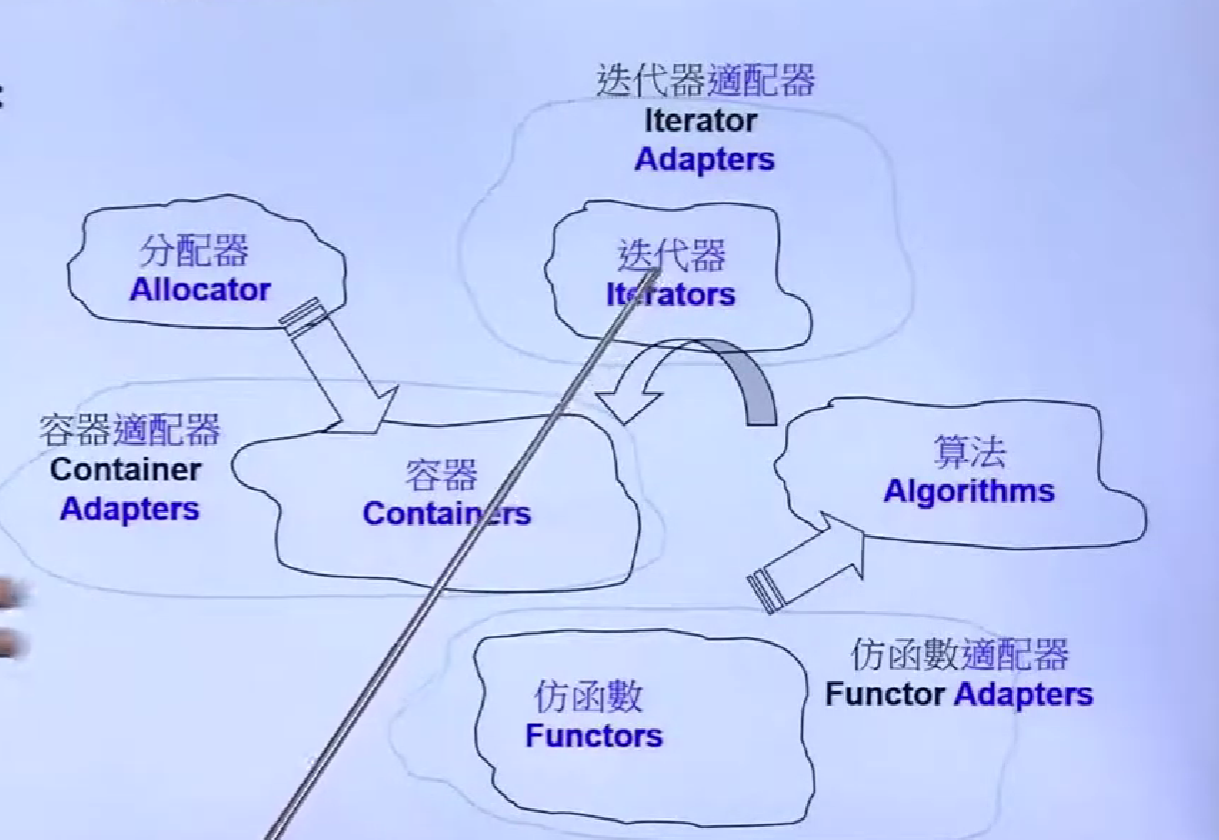 :
迭代器適配器
Iterator
Adapters
分配器
Allocator
迭代器
Iterators
容器適配器
Container
Adapters
容器
Containers
算法
Algorithms
仿函數
Functors
仿函數適配器
Functor Adapters